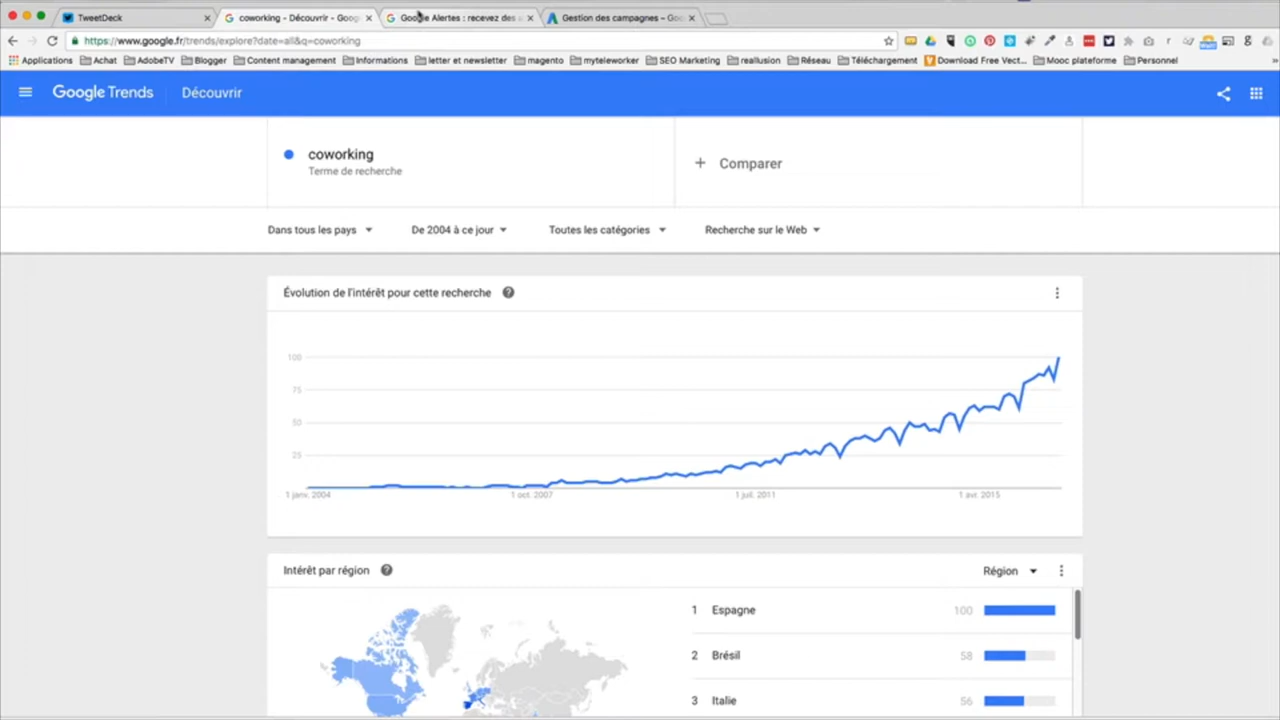 TweetDeck
coworking - Découvrir - Goog
Google Alertes : recevez des a
Gestion des campagnes – Goo
https://www.google.fr/trends/explore?date=all&q=coworking
Applications
Achat
AdobeTV
Blogger
Content management
Informations
letter et newsletter
magento
myteleworker
SEO Marketing
reallusion
Réseau
Téléchargement
Download Free Vect...
Mooc plateforme
Personnel
»
Google Trends
Découvrir
coworking
Terme de recherche
+ Comparer
Dans tous les pays
De 2004 à ce jour
Toutes les catégories
Recherche sur le Web
Évolution de l'intérêt pour cette recherche
100
75
50
25
1 janv. 2004
1 oct. 2007
1 juil. 2011
1 avr. 2015
Intérêt par région
Région
1 Espagne 100
2 Brésil 58
3 Italie 56